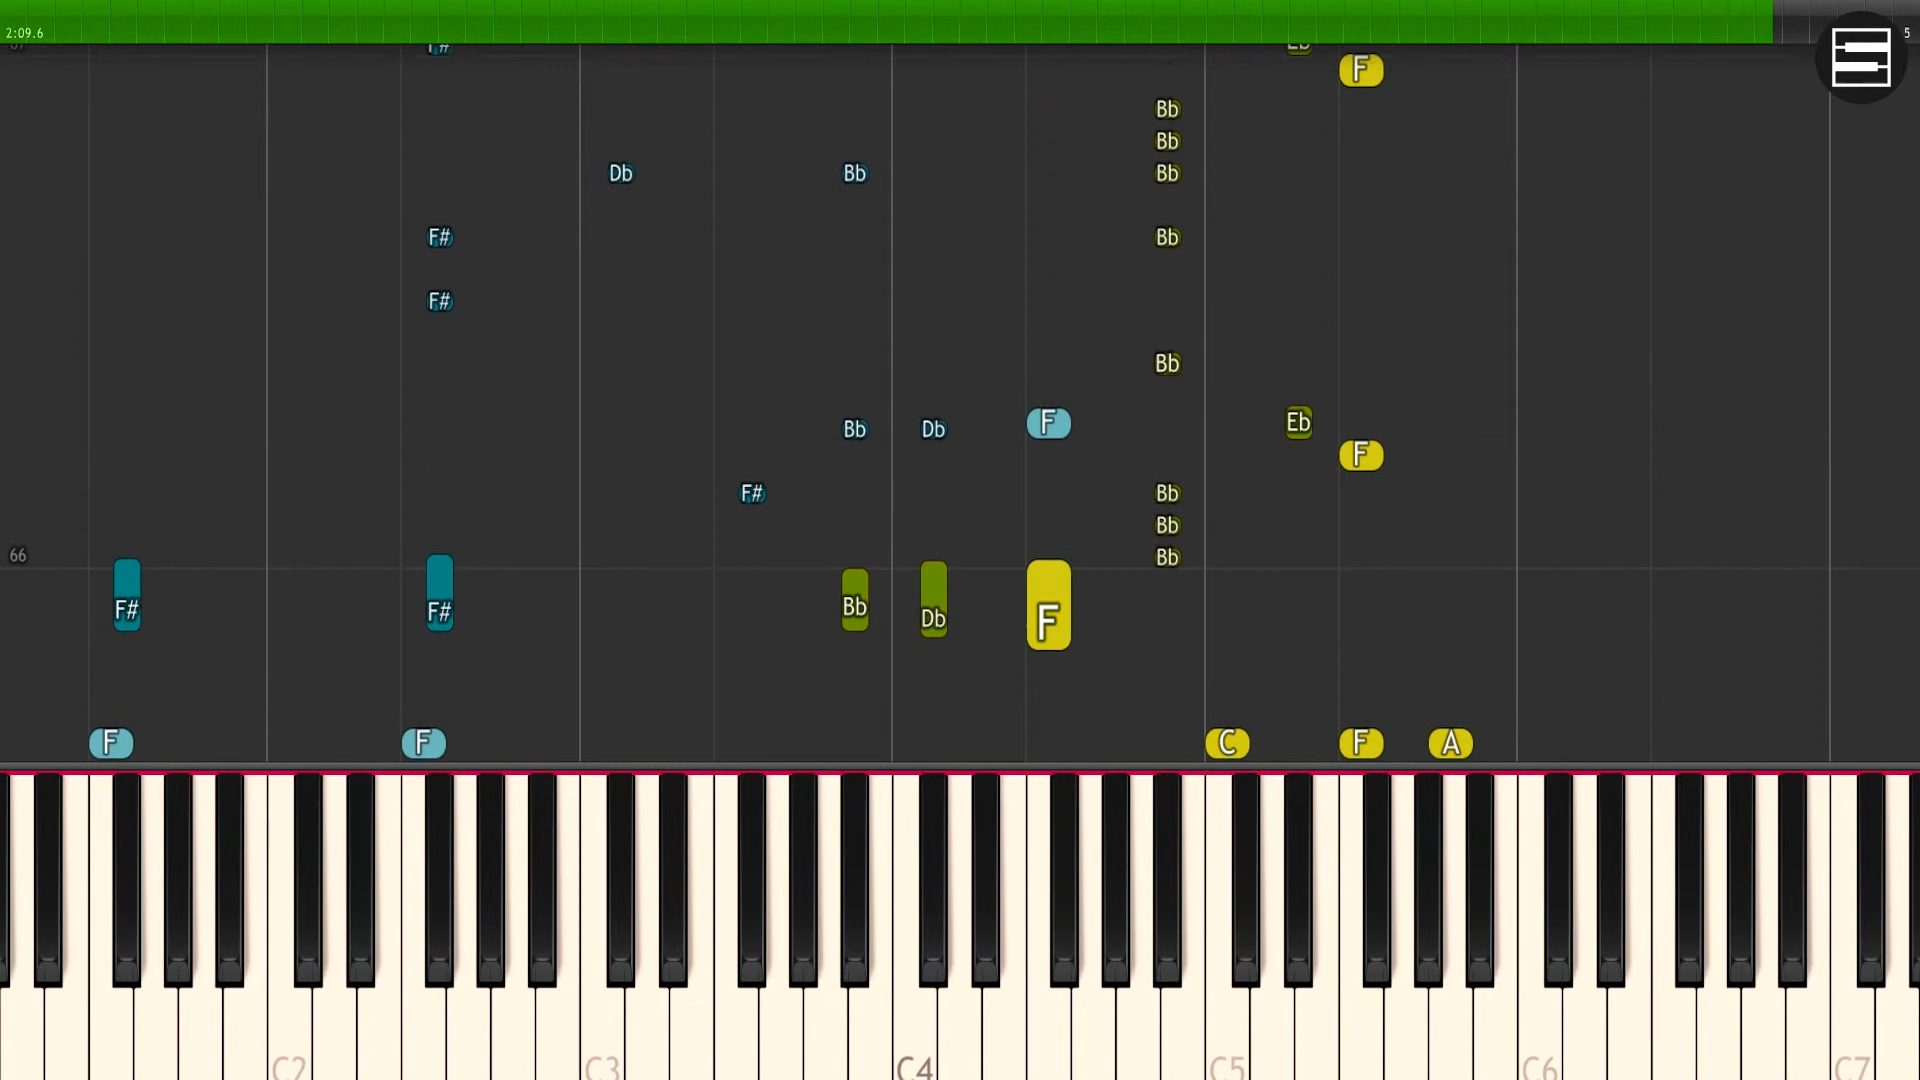 2:09.6
5
67
F#
Eb
F
Bb
Bb
Db Bb Bb
F# Bb
F#
Bb
Bb Db F Eb
F
F# Bb
Bb
66 Bb
F# F# Bb Db F
F F C F A
C2 C3 C4 C5 C6 C7